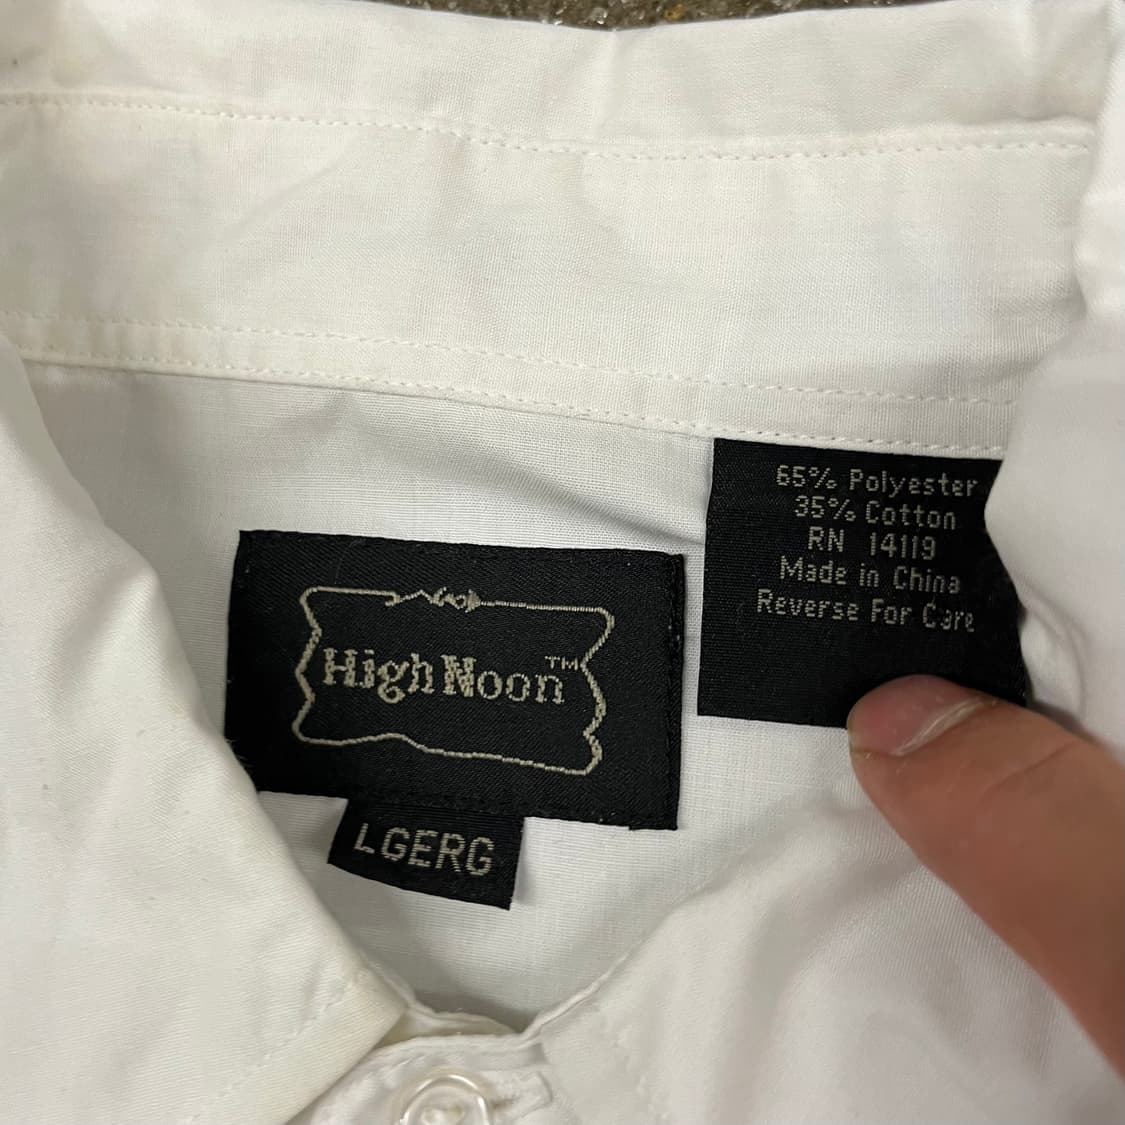 High Noon™
LGERG
65% Polyester
35% Cotton
RN 14119
Made in China
Reverse For Care